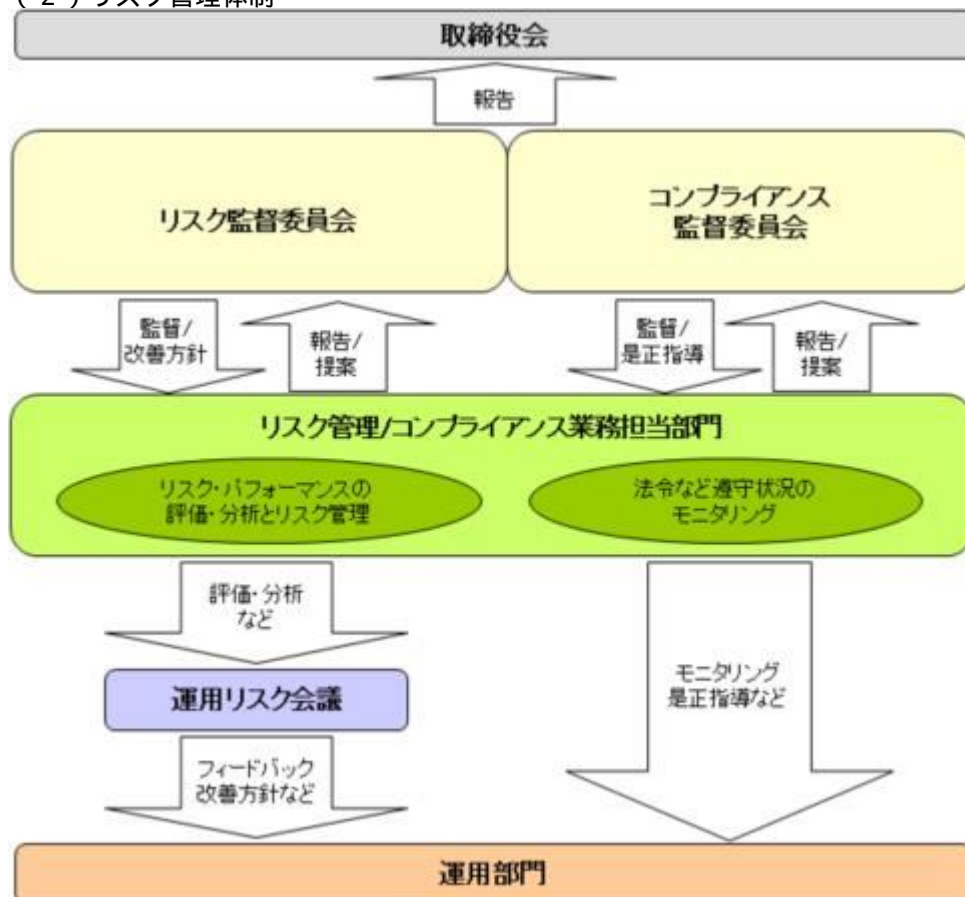 (2)リスク管理体制
取締役会
報告
リスク監督委員会
コンプライアンス
監督委員会
監督/
改善方針
報告/
提案
監督/
是正指導
報告/
提案
リスク管理/コンプライアンス業務担当部門
リスク・パフォーマンスの
評価・分析とリスク管理
法令など遵守状況の
モニタリング
評価・分析
など
運用リスク会議
モニタリング
是正指導など
フィードバック
改善方針など
運用部門